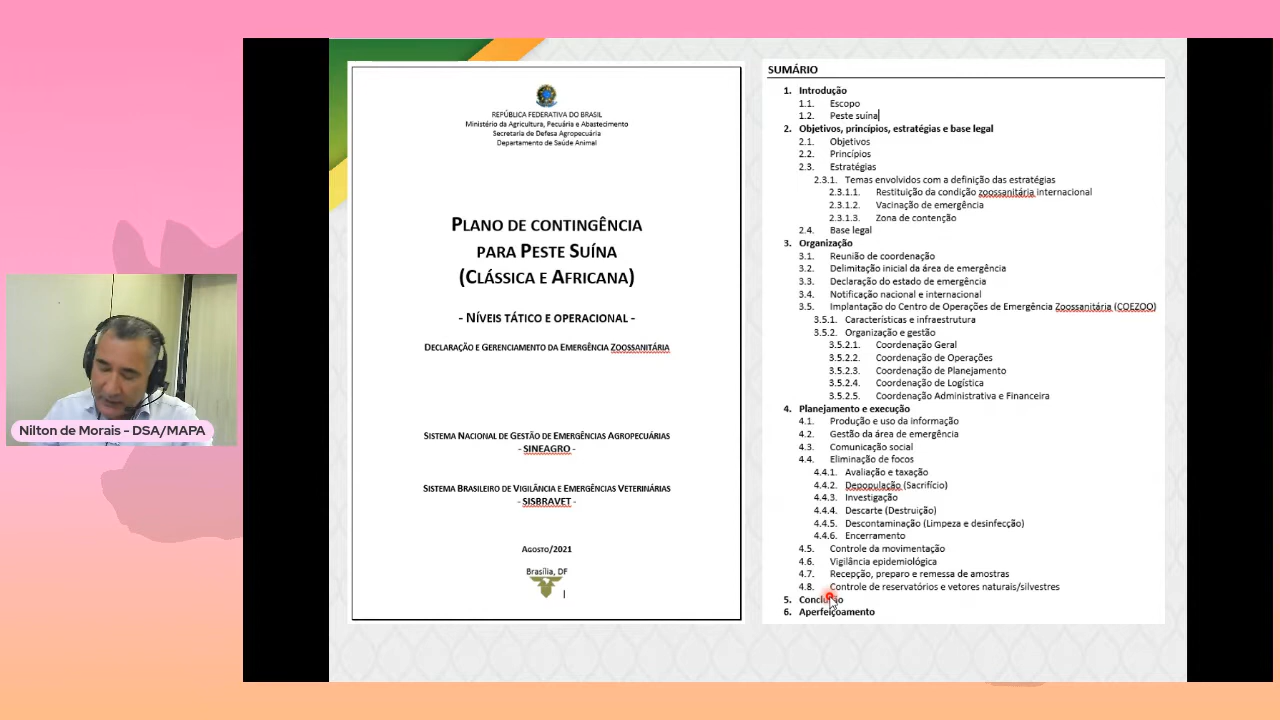 REPÚBLICA FEDERATIVA DO BRASIL
Ministério da Agricultura, Pecuária e Abastecimento
Secretaria de Defesa Agropecuária
Departamento de Saúde Animal
PLANO DE CONTINGÊNCIA
PARA PESTE SUÍNA
(CLÁSSICA E AFRICANA)
- NÍVEIS TÁTICO E OPERACIONAL -
DECLARAÇÃO E GERENCIAMENTO DA EMERGÊNCIA ZOOSSANITÁRIA
SISTEMA NACIONAL DE GESTÃO DE EMERGÊNCIAS AGROPECUÁRIAS
- SINEAGRO -
SISTEMA BRASILEIRO DE VIGILÂNCIA E EMERGÊNCIAS VETERINÁRIAS
- SISBRAVET -
AGOSTO/2021
Brasília, DF
SUMÁRIO
1. Introdução
1.1. Escopo
1.2. Peste suína
2. Objetivos, princípios, estratégias e base legal
2.1. Objetivos
2.2. Princípios
2.3. Estratégias
2.3.1. Temas envolvidos com a definição das estratégias
2.3.1.1. Restituição da condição zoossanitária internacional
2.3.1.2. Vacinação de emergência
2.3.1.3. Zona de contenção
2.4. Base legal
3. Organização
3.1. Reunião de coordenação
3.2. Delimitação inicial da área de emergência
3.3. Declaração do estado de emergência
3.4. Notificação nacional e internacional
3.5. Implantação do Centro de Operações de Emergência Zoossanitária (COEZOO)
3.5.1. Características e infraestrutura
3.5.2. Organização e gestão
3.5.2.1. Coordenação Geral
3.5.2.2. Coordenação de Operações
3.5.2.3. Coordenação de Planejamento
3.5.2.4. Coordenação de Logística
3.5.2.5. Coordenação Administrativa e Financeira
4. Planejamento e execução
4.1. Produção e uso da informação
4.2. Gestão da área de emergência
4.3. Comunicação social
4.4. Eliminação de focos
4.4.1. Avaliação e taxação
4.4.2. Depopulação (Sacrifício)
4.4.3. Investigação
4.4.4. Descarte (Destruição)
4.4.5. Descontaminação (Limpeza e desinfecção)
4.4.6. Encerramento
4.5. Controle da movimentação
4.6. Vigilância epidemiológica
4.7. Recepção, preparo e remessa de amostras
4.8. Controle de reservatórios e vetores naturais/silvestres
5. Conclusão
6. Aperfeiçoamento
Nilton de Morais - DSA/MAPA